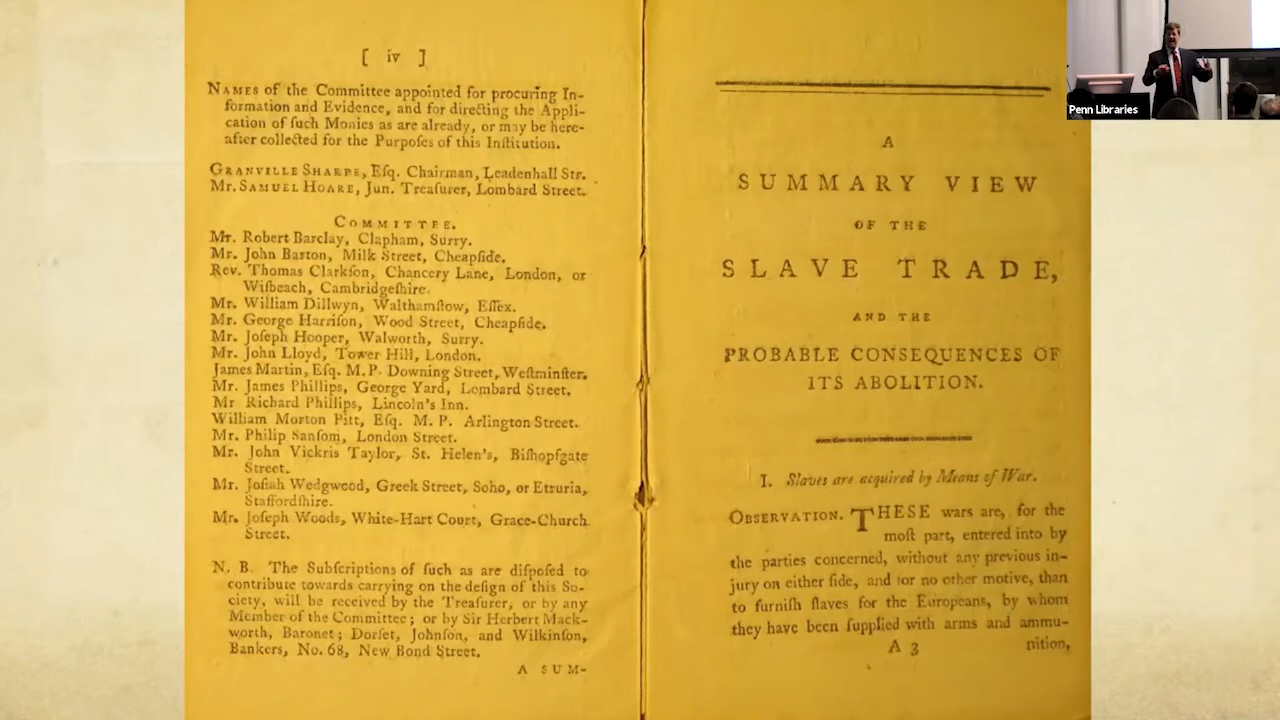 [ iv ]
NAMES of the Committee appointed for procuring In-
formation and Evidence, and for directing the Appli-
cation of ſuch Monies as are already, or may be here-
after collected for the Purpoſes of this Inſtitution.
GRANVILLE SHARPE, Eſq. Chairman, Leadenhall Str.
Mr. SAMUEL HOARE, Jun. Treaſurer, Lombard Street.
COMMITTEE.
Mr. Robert Barclay, Clapham, Surry.
Mr. John Barton, Milk Street, Cheapſide.
Rev. Thomas Clarkſon, Chancery Lane, London, or
Wiſbeach, Cambridgeſhire.
Mr. William Dillwyn, Walthamſtow, Eſſex.
Mr. George Harriſon, Wood Street, Cheapſide.
Mr. Joſeph Hooper, Walworth, Surry.
Mr. John Lloyd, Tower Hill, London.
James Martin, Eſq. M. P. Downing Street, Weſtminſter.
Mr. James Phillips, George Yard, Lombard Street.
Mr Richard Phillips, Lincoln's Inn.
William Morton Pitt, Eſq. M. P. Arlington Street.
Mr. Philip Sanſom, London Street.
Mr. John Vickris Taylor, St. Helen's, Biſhopſgate
Street.
Mr. Joſiah Wedgwood, Greek Street, Soho, or Etruria,
Staffordſhire.
Mr. Joſeph Woods, White-Hart Court, Grace-Church
Street.
N. B. The Subſcriptions of ſuch as are diſpoſed to
contribute towards carrying on the deſign of this So-
ciety, will be received by the Treaſurer, or by any
Member of the Committee; or by Sir Herbert Mack-
worth, Baronet; Dorſet, Johnſon, and Wilkinſon,
Bankers, No. 68, New Bond Street.
A SUM-
A
SUMMARY VIEW
OF THE
SLAVE TRADE,
AND THE
PROBABLE CONSEQUENCES OF
ITS ABOLITION.
I. Slaves are acquired by Means of War.
OBSERVATION. THESE wars are, for the
moſt part, entered into by
the parties concerned, without any previous in-
jury on either ſide, and for no other motive, than
to furniſh ſlaves for the Europeans, by whom
they have been ſupplied with arms and ammu-
A 3 nition,
Penn Libraries